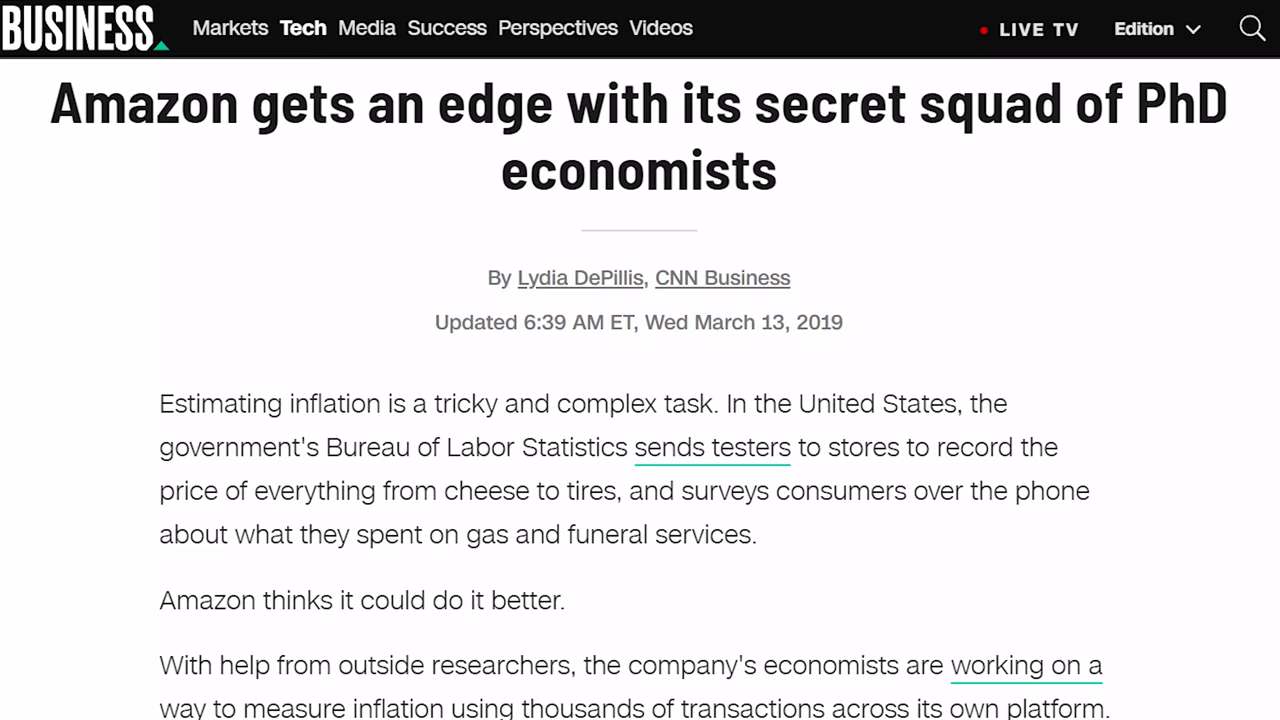 BUSINESS Markets Tech Media Success Perspectives Videos LIVE TV Edition
Amazon gets an edge with its secret squad of PhD
economists
By Lydia DePillis, CNN Business
Updated 6:39 AM ET, Wed March 13, 2019
Estimating inflation is a tricky and complex task. In the United States, the
government's Bureau of Labor Statistics sends testers to stores to record the
price of everything from cheese to tires, and surveys consumers over the phone
about what they spent on gas and funeral services.
Amazon thinks it could do it better.
With help from outside researchers, the company's economists are working on a
way to measure inflation using thousands of transactions across its own platform.